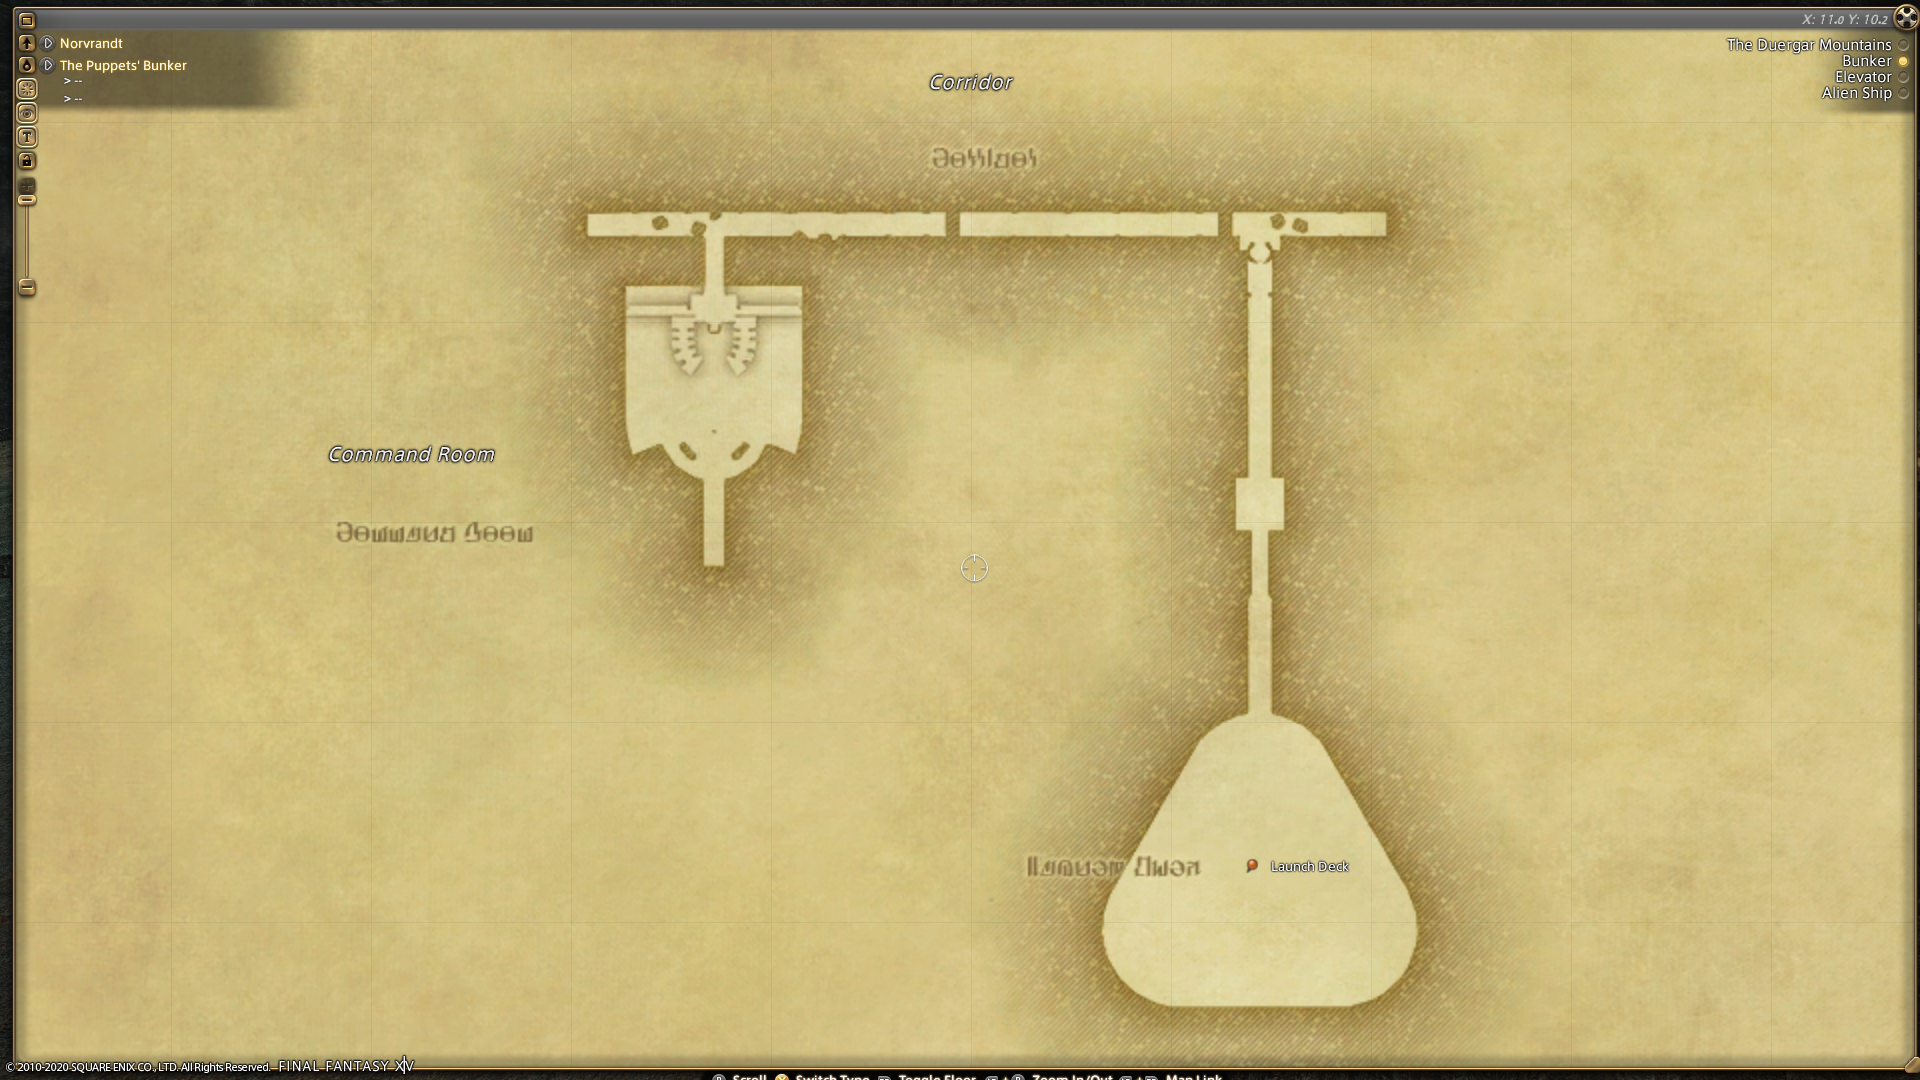 X: 11.0 Y: 10.2
Norvrandt
The Puppets' Bunker
> --
> --
The Duergar Mountains
Bunker
Elevator
Alien Ship
Corridor
Command Room
Launch Deck
© 2010-2020 SQUARE ENIX CO., LTD. All Rights Reserved. FINAL FANTASY XIV
Scroll Switch Type Toggle Floor Zoom In/Out Map Link